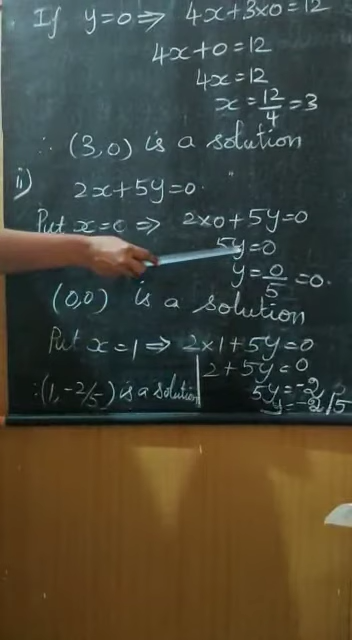 If y=0 ⇒ 4x+3×0=12
4x+0=12
4x=12
x=12/4=3
∴ (3,0) is a solution
ii) 2x+5y=0
Put x=0 ⇒ 2×0+5y=0
5y=0
y=0/5=0.
(0,0) is a solution
Put x=1 ⇒ 2×1+5y=0
2+5y=0
∴(1,-2/5) is a solution 5y=-2
y=-2/5